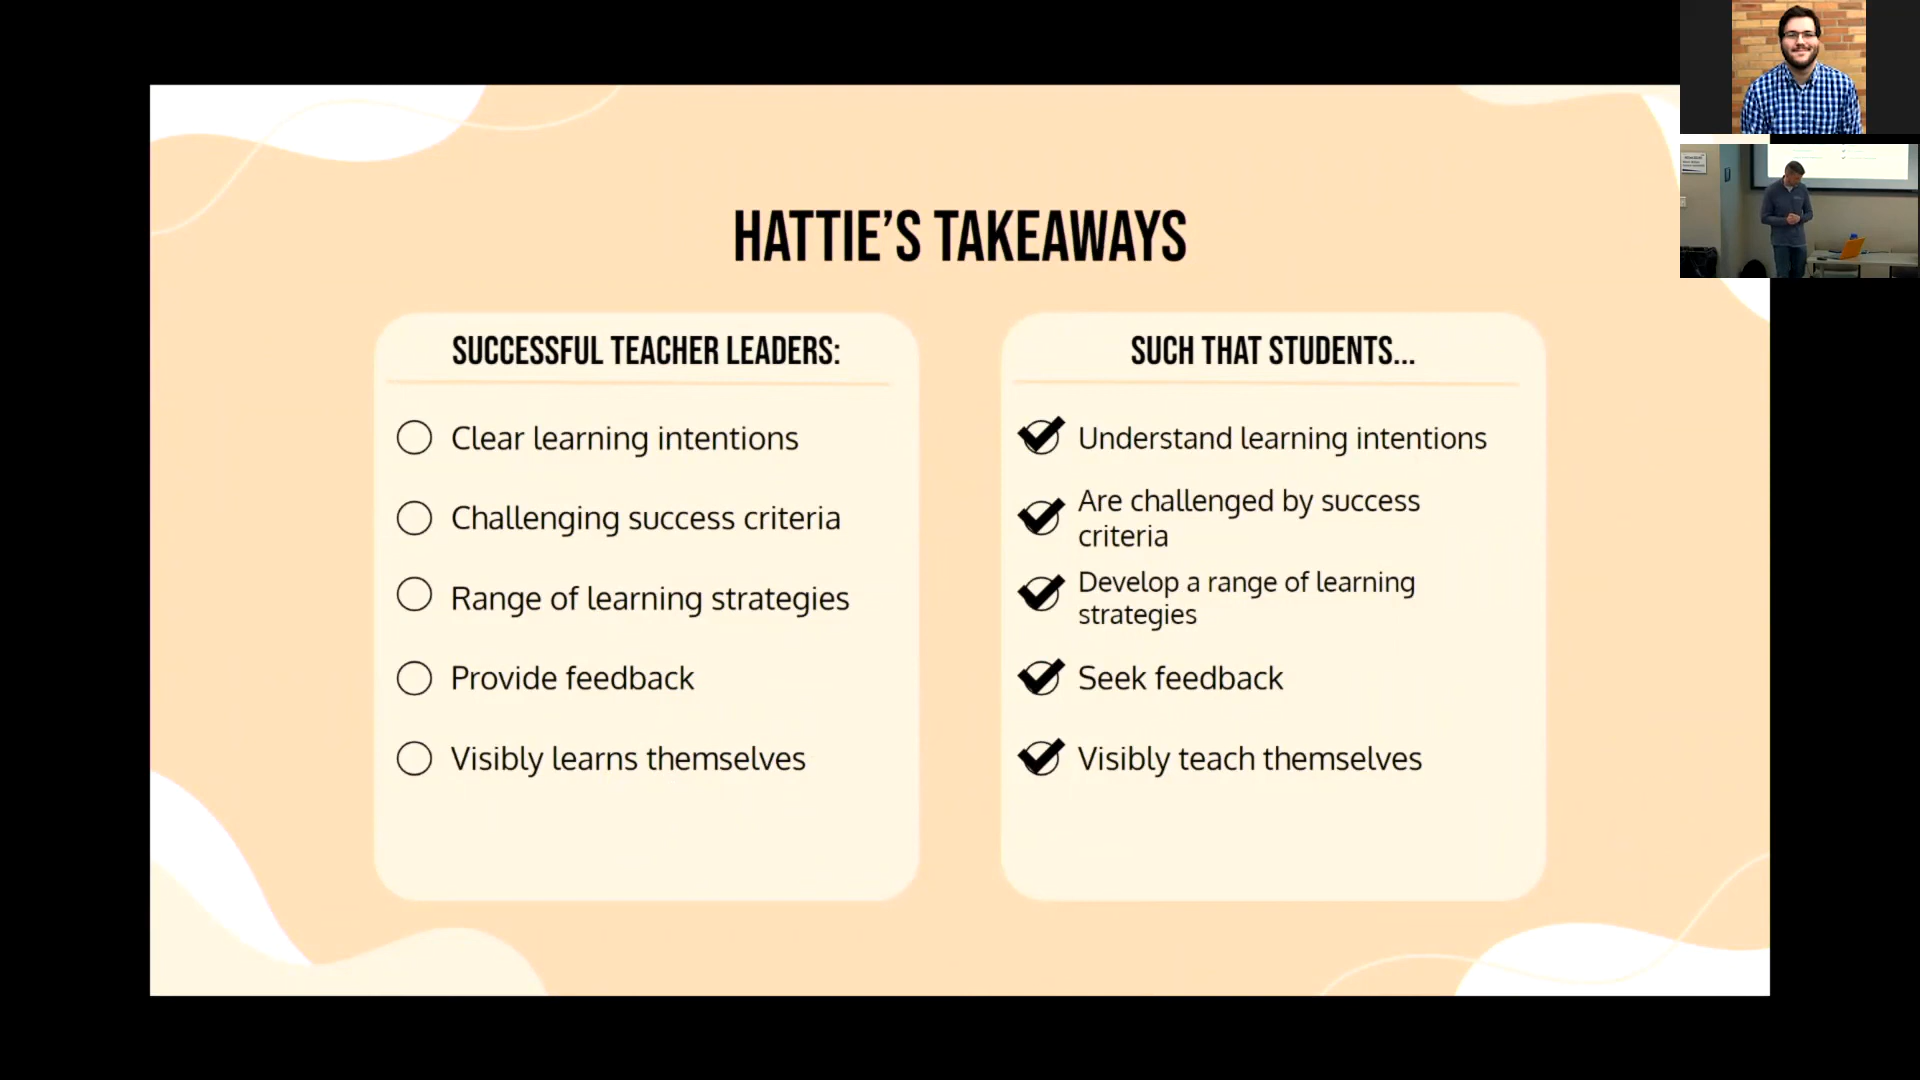 HATTIE'S TAKEAWAYS
SUCCESSFUL TEACHER LEADERS:
Clear learning intentions
Challenging success criteria
Range of learning strategies
Provide feedback
Visibly learns themselves
SUCH THAT STUDENTS...
Understand learning intentions
Are challenged by success
criteria
Develop a range of learning
strategies
Seek feedback
Visibly teach themselves